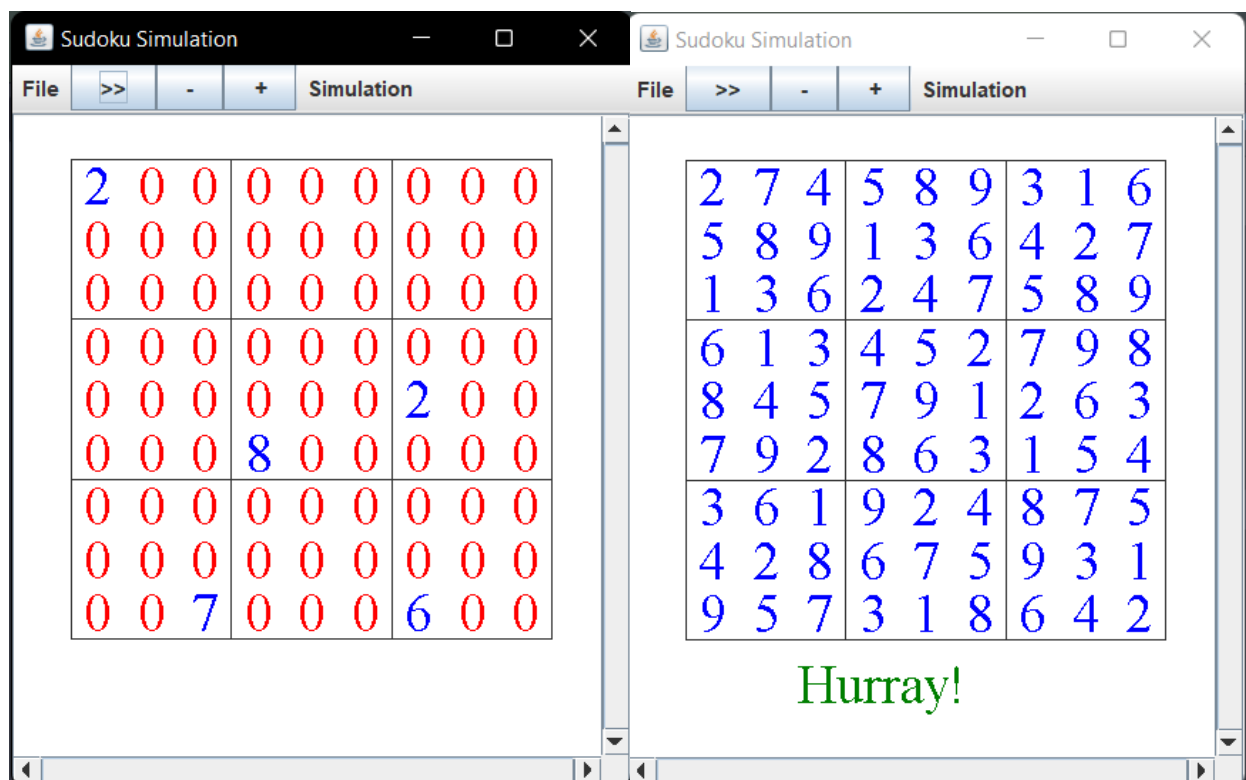 Sudoku Simulation
File >> - + Simulation
2 0 0 0 0 0 0 0 0
0 0 0 0 0 0 0 0 0
0 0 0 0 0 0 0 0 0
0 0 0 0 0 0 0 0 0
0 0 0 0 0 0 2 0 0
0 0 0 8 0 0 0 0 0
0 0 0 0 0 0 0 0 0
0 0 0 0 0 0 0 0 0
0 0 7 0 0 0 6 0 0
Sudoku Simulation
File >> - + Simulation
2 7 4 5 8 9 3 1 6
5 8 9 1 3 6 4 2 7
1 3 6 2 4 7 5 8 9
6 1 3 4 5 2 7 9 8
8 4 5 7 9 1 2 6 3
7 9 2 8 6 3 1 5 4
3 6 1 9 2 4 8 7 5
4 2 8 6 7 5 9 3 1
9 5 7 3 1 8 6 4 2
Hurray!